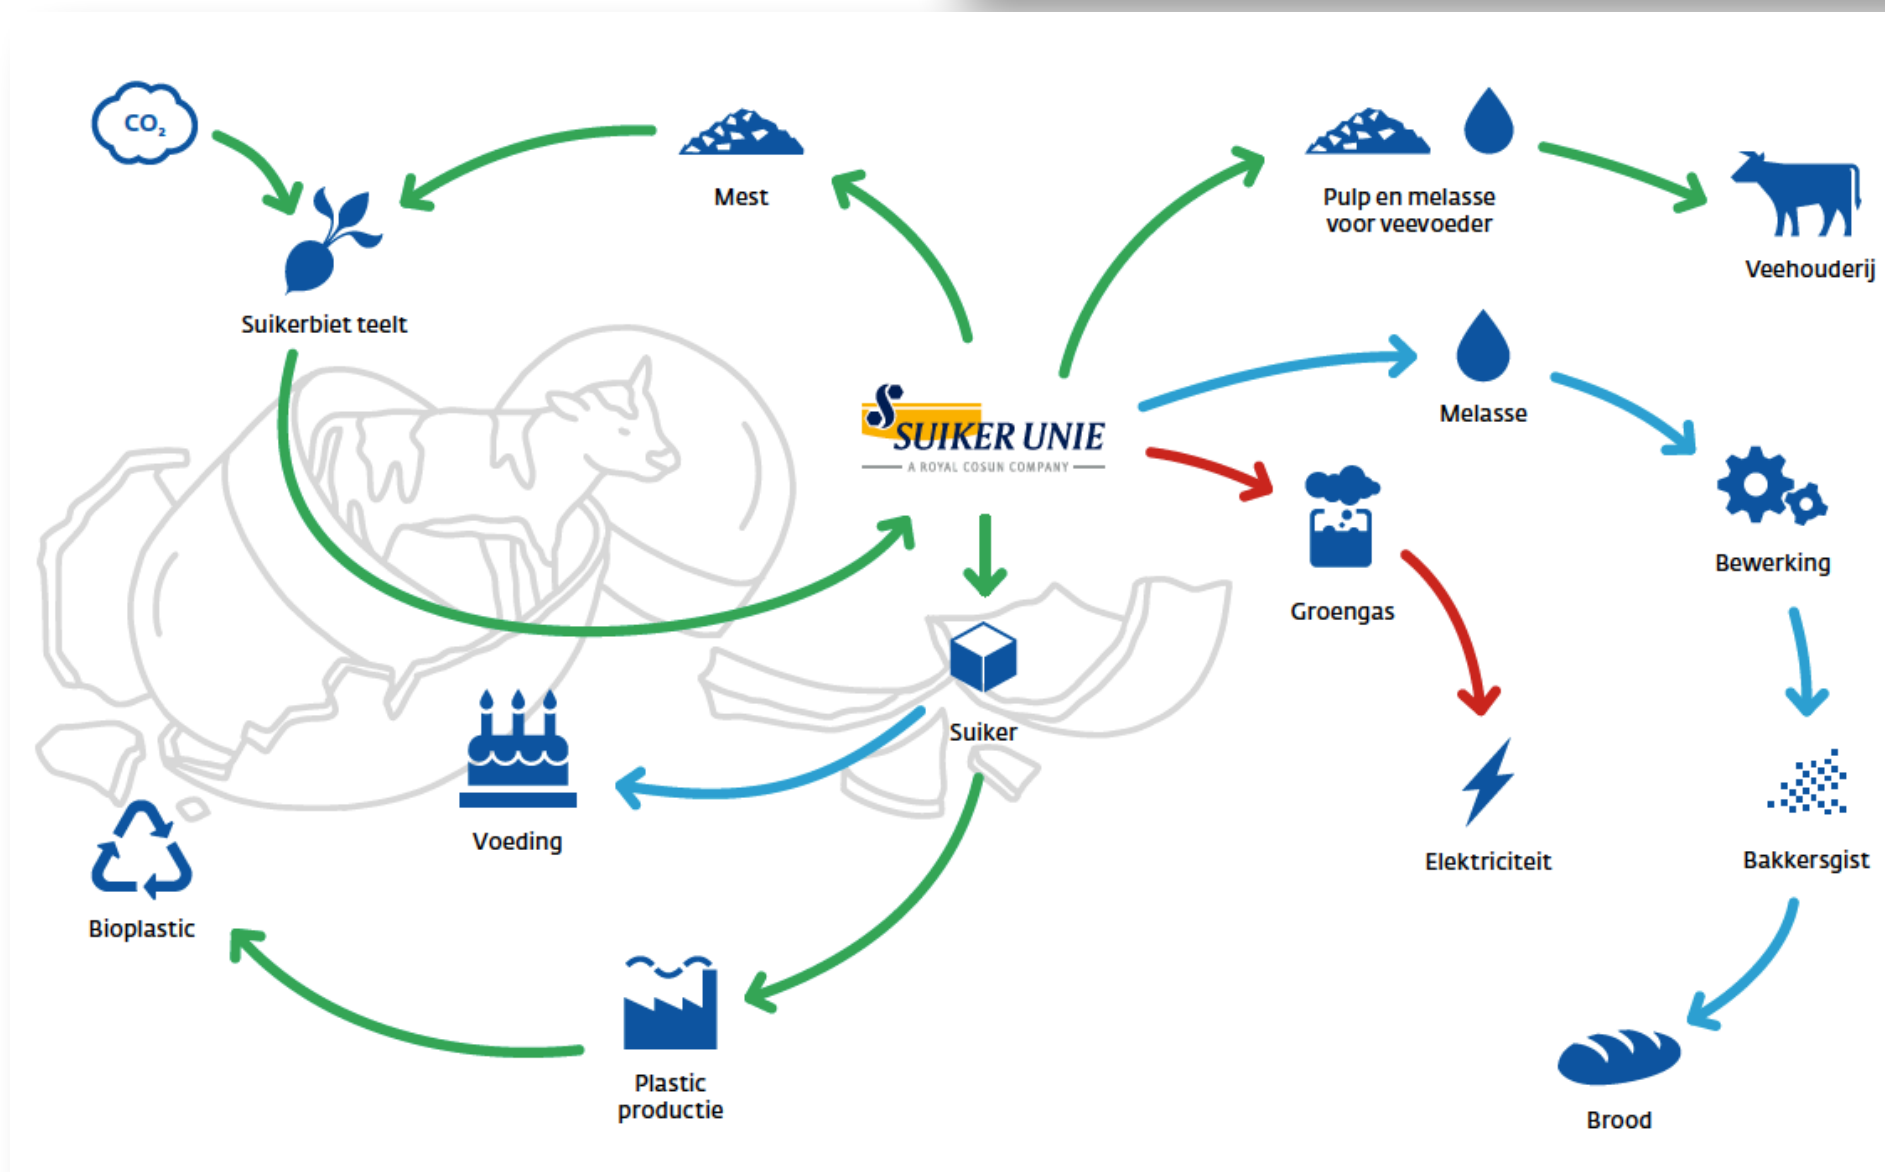 CO₂
Mest
Pulp en melasse
voor veevoeder
Veehouderij
Suikerbiet teelt
Melasse
SUIKER UNIE
A ROYAL COSUN COMPANY
Bewerking
Groengas
Suiker
Voeding
Elektriciteit
Bakkersgist
Bioplastic
Plastic
productie
Brood